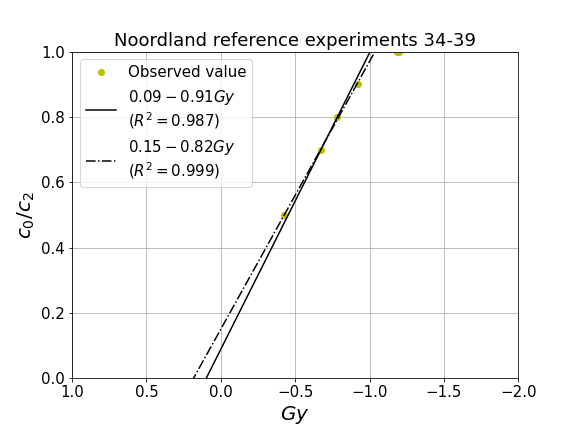 Noordland reference experiments 34-39
Observed value
0.09 − 0.91Gy
(R² = 0.987)
0.15 − 0.82Gy
(R² = 0.999)
1.0
0.8
0.6
0.4
0.2
0.0
c₀/c₂
1.0 0.5 0.0 −0.5 −1.0 −1.5 −2.0
Gy